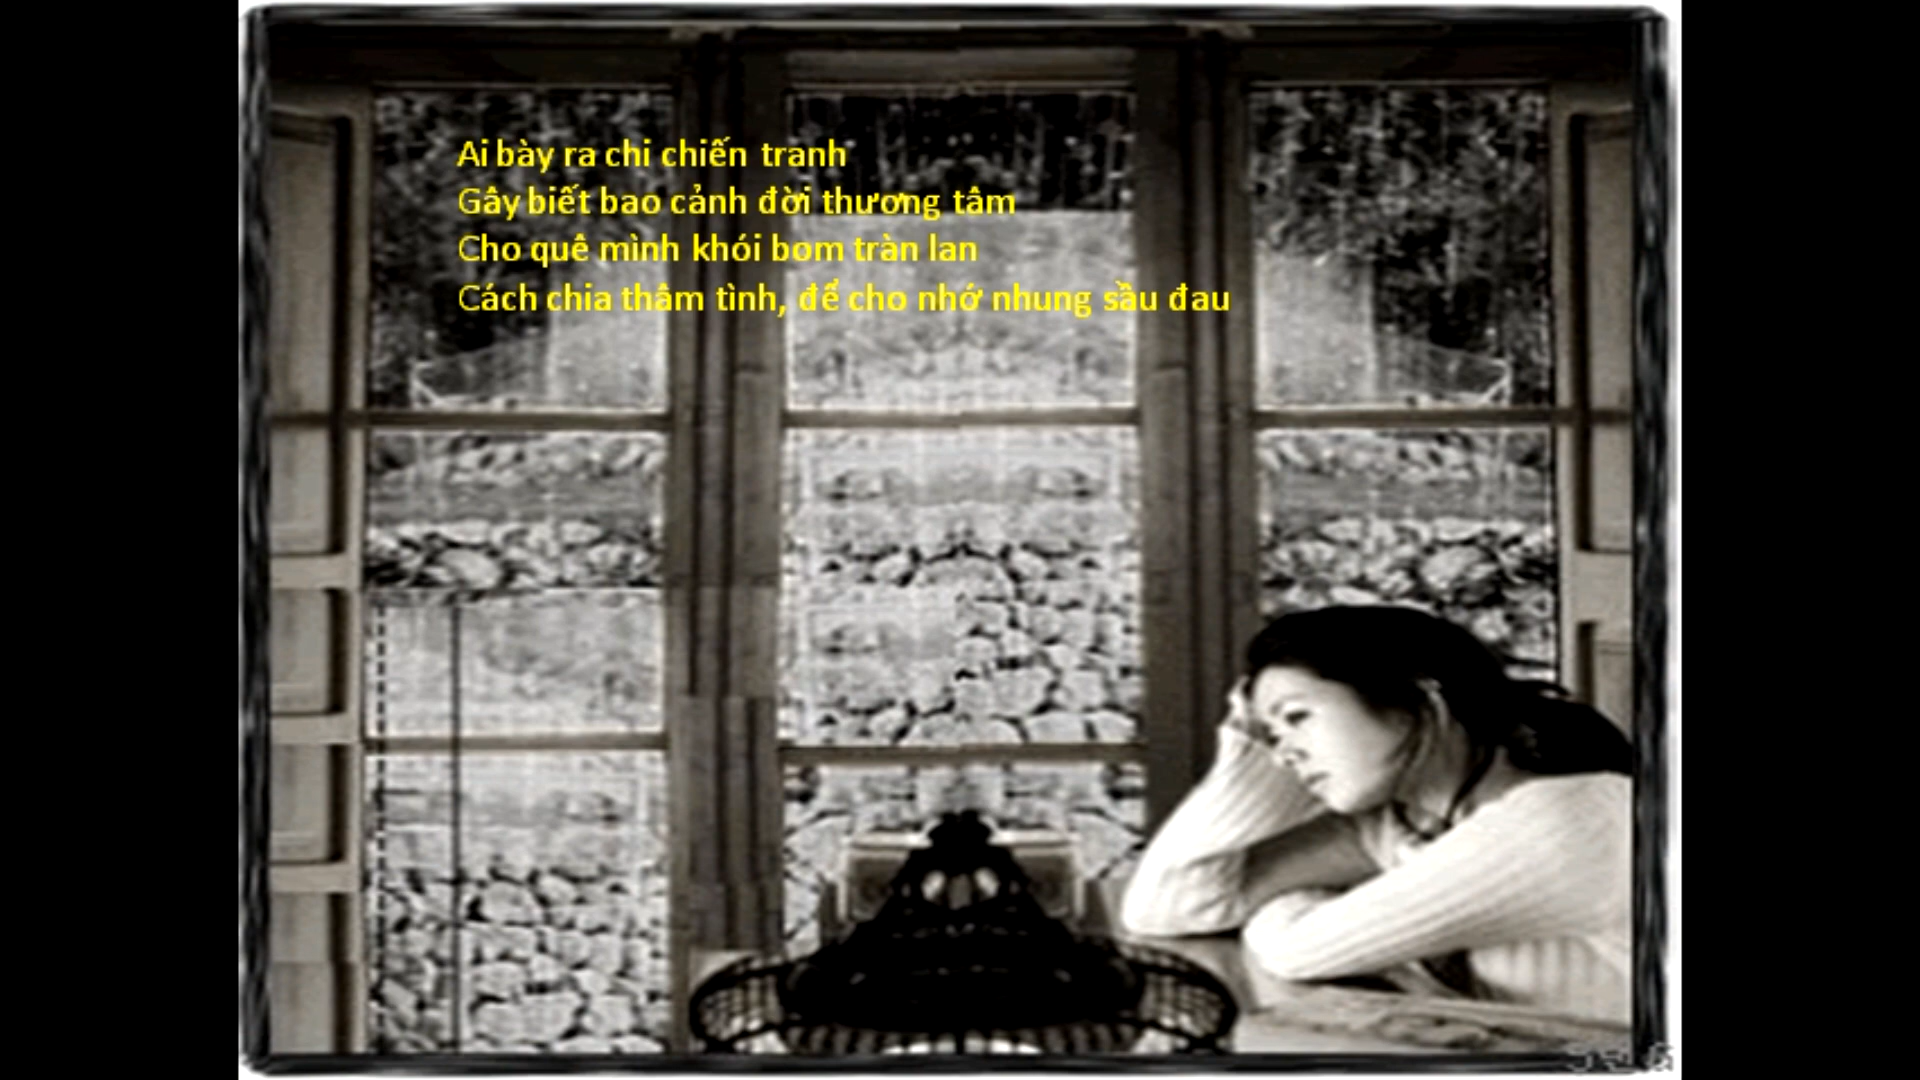 Ai bày ra chi chiến tranh
Gây biết bao cảnh đời thương tâm
Cho quê mình khói bom tràn lan
Cách chia thâm tình, để cho nhớ nhung sầu đau